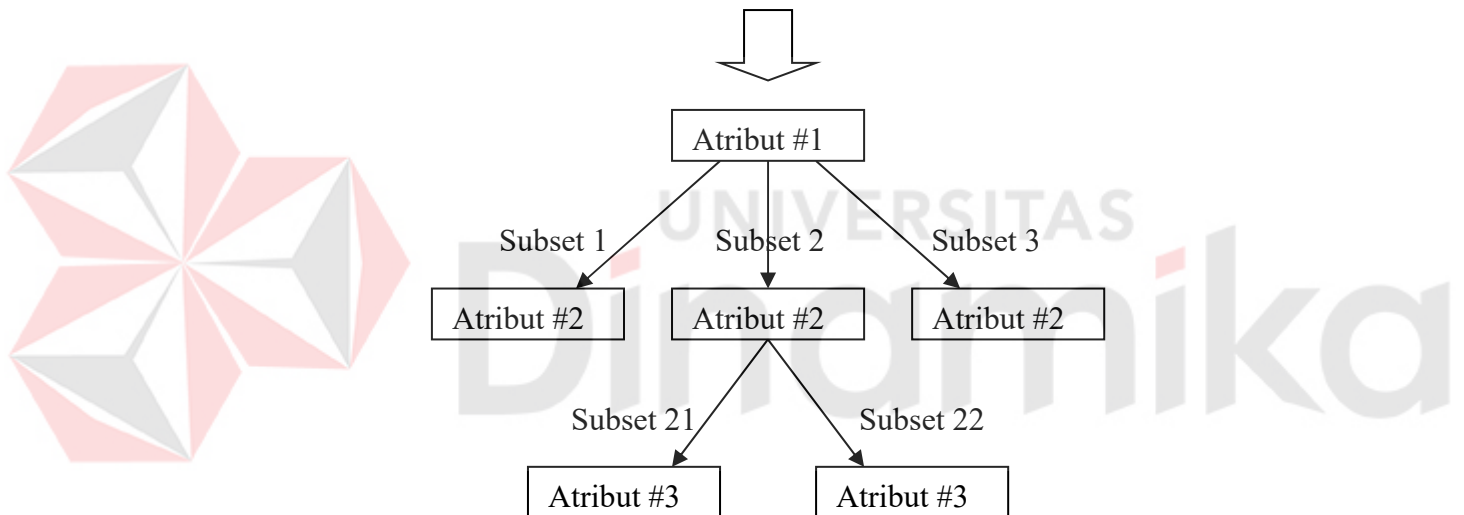 Atribut #1
UNIVERSITAS
Dinamika
Subset 1 Subset 2 Subset 3
Atribut #2 Atribut #2 Atribut #2
Subset 21 Subset 22
Atribut #3 Atribut #3